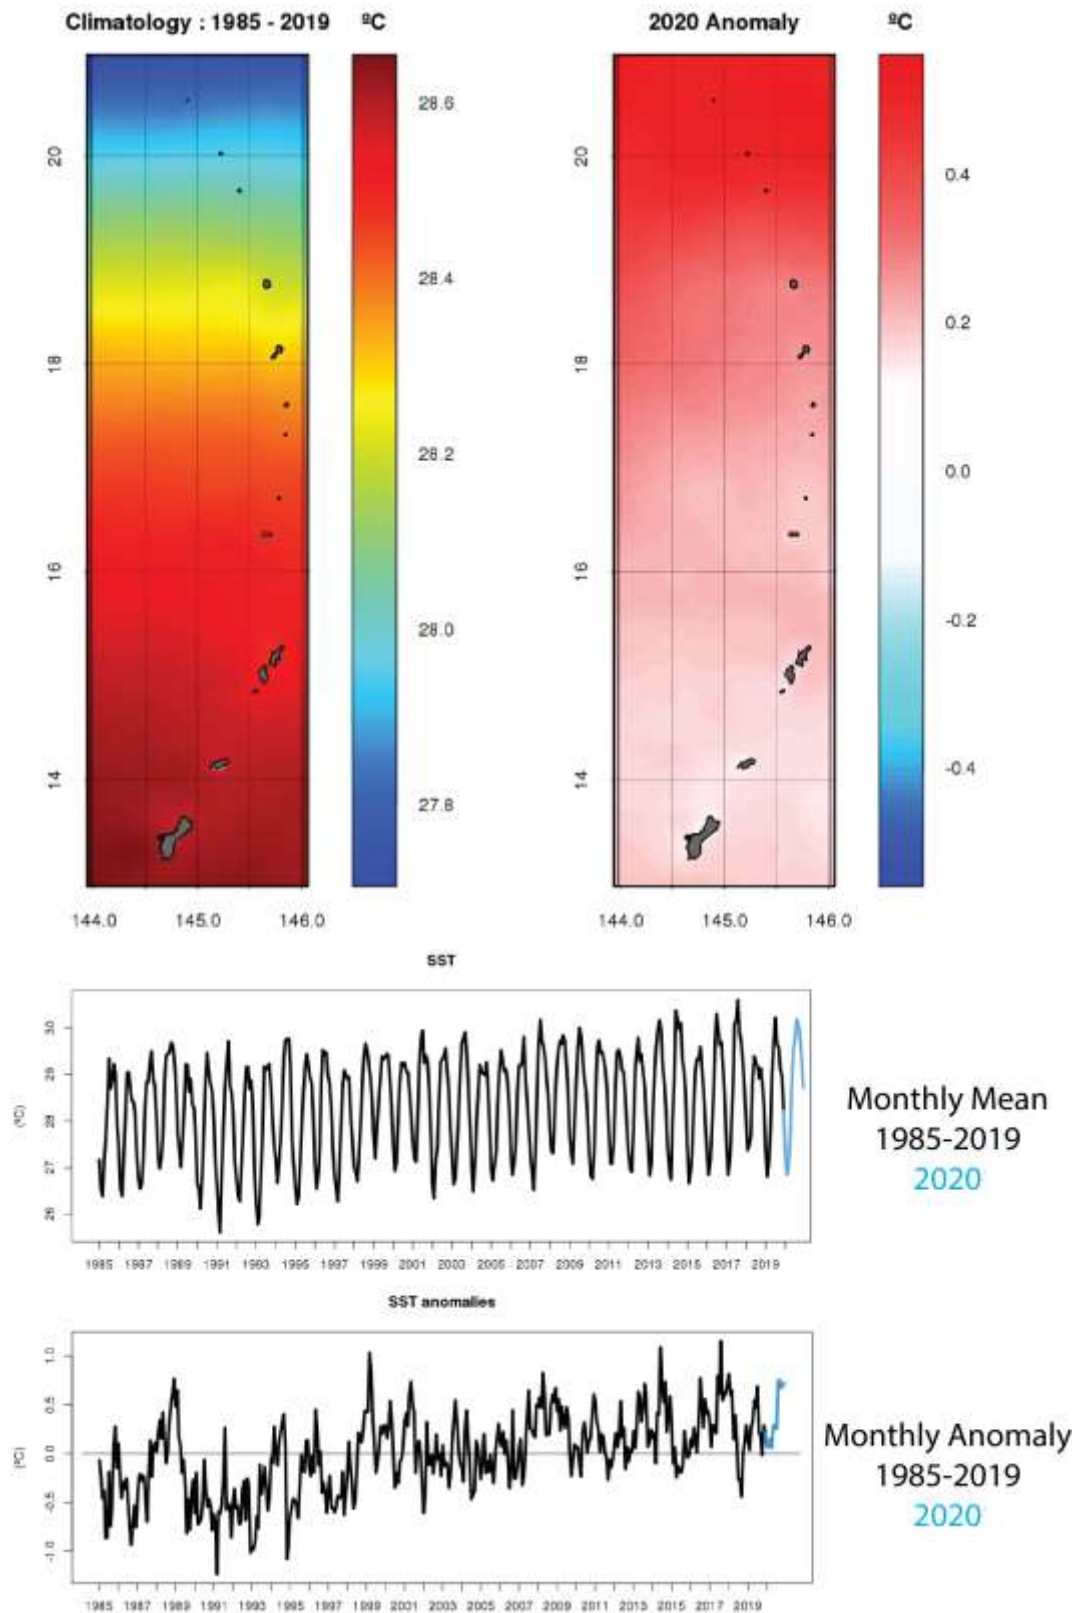 Climatology : 1985 - 2019 ºC
2020 Anomaly ºC
28.6
28.4
28.2
28.0
27.8
20
18
16
14
144.0 145.0 146.0
0.4
0.2
0.0
-0.2
-0.4
20
18
16
14
144.0 145.0 146.0
SST
30
29
28
27
26
(ºC)
1985 1987 1989 1991 1993 1995 1997 1999 2001 2003 2005 2007 2009 2011 2013 2015 2017 2019
Monthly Mean
1985-2019
2020
SST anomalies
1.0
0.5
0.0
-0.5
-1.0
(ºC)
1985 1987 1989 1991 1993 1995 1997 1999 2001 2003 2005 2007 2009 2011 2013 2015 2017 2019
Monthly Anomaly
1985-2019
2020